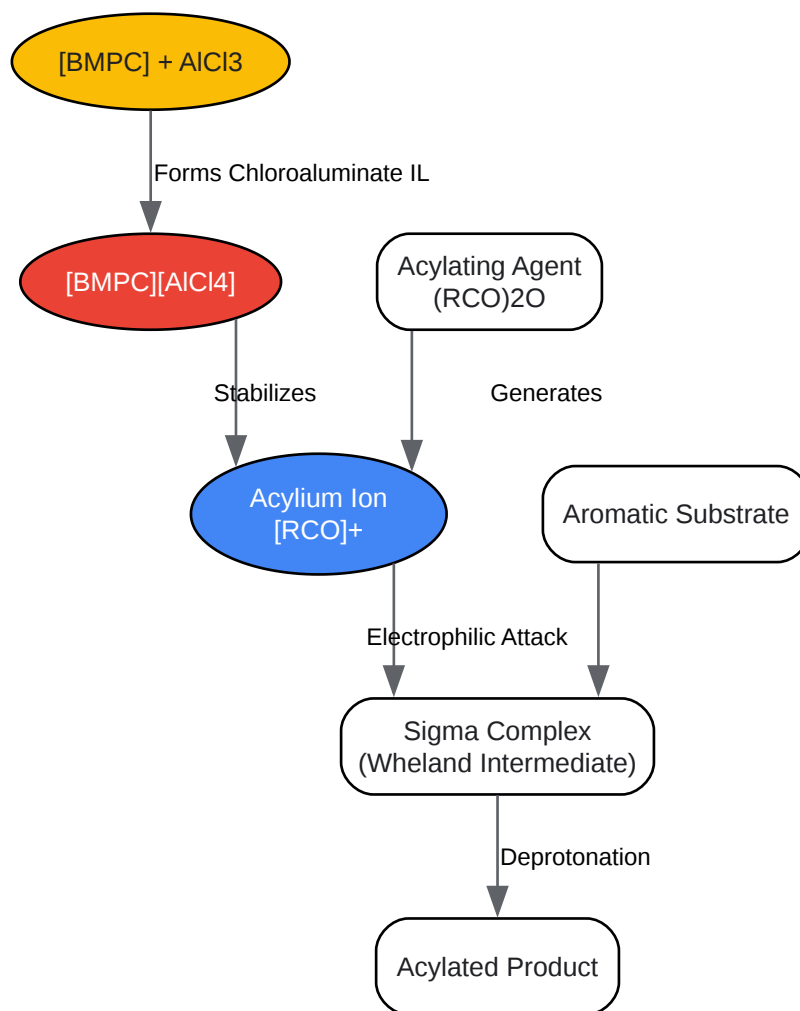 [BMPC] + AlCl3
Forms Chloroaluminate IL
[BMPC][AlCl4]
Acylating Agent
(RCO)2O
Stabilizes
Generates
Acylium Ion
[RCO]+
Aromatic Substrate
Electrophilic Attack
Sigma Complex
(Wheland Intermediate)
Deprotonation
Acylated Product